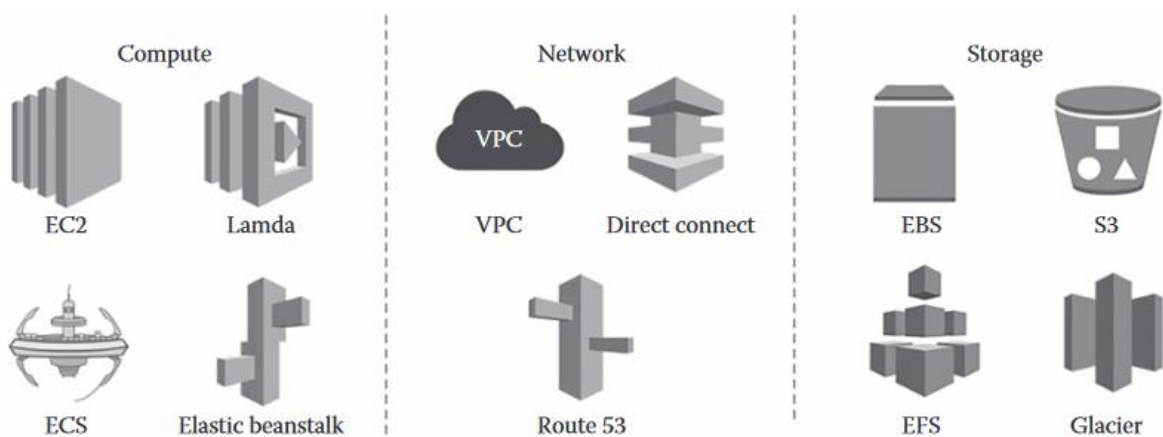 Compute
Network
Storage
VPC
EC2
Lamda
VPC
Direct connect
EBS
S3
ECS
Elastic beanstalk
Route 53
EFS
Glacier